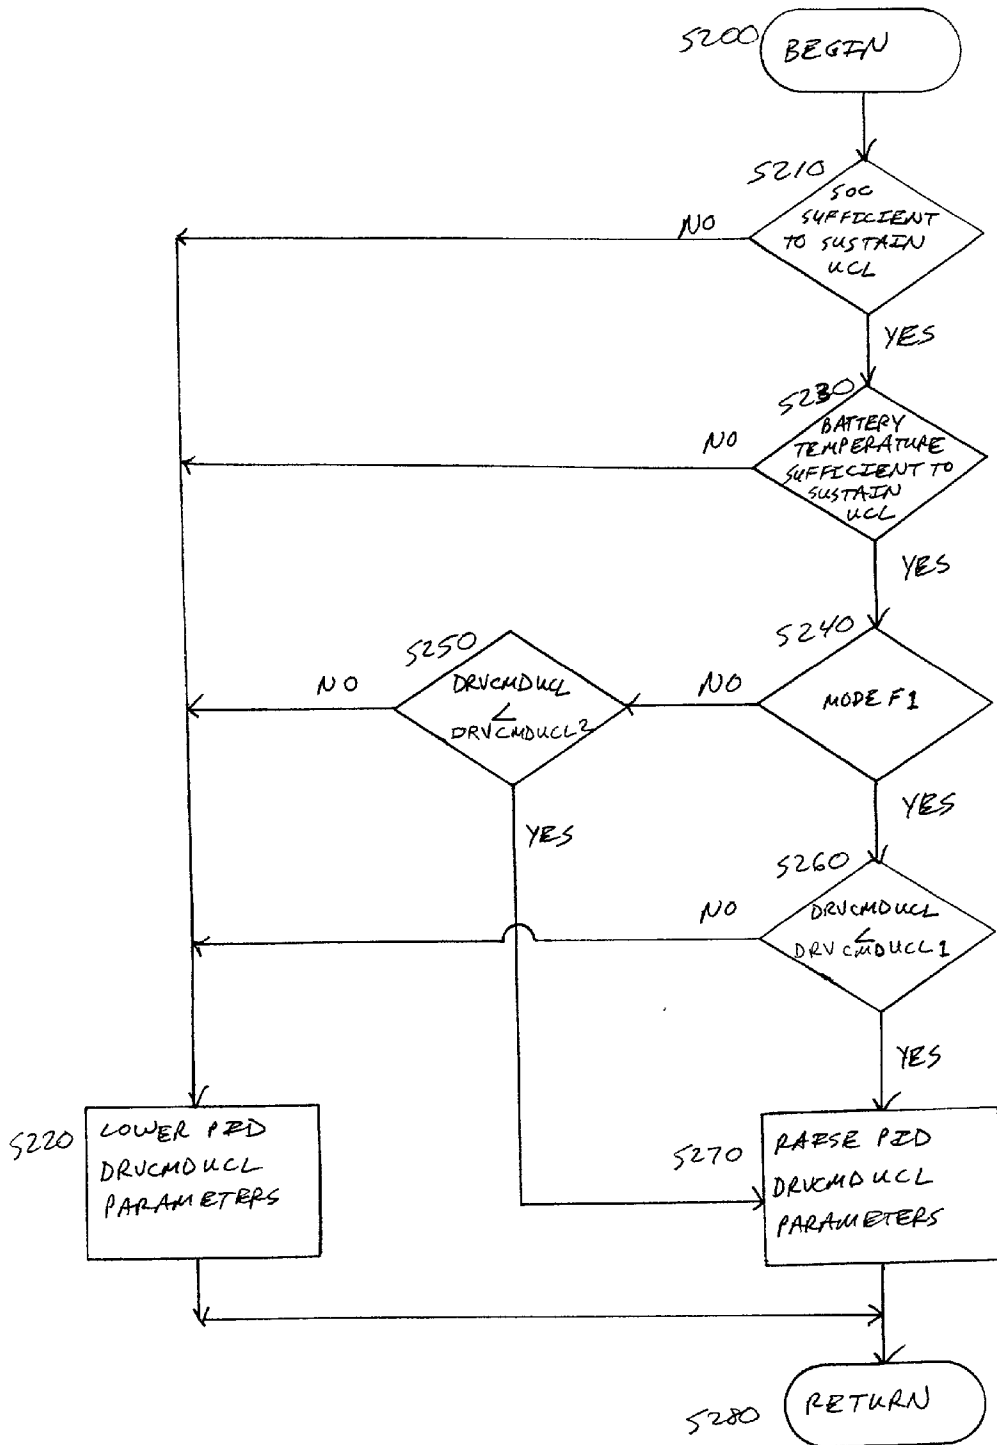 S200
BEGIN
S210
SOC
SUFFICIENT
TO SUSTAIN
UCL
NO
YES
S230
BATTERY
TEMPERATURE
SUFFICIENT TO
SUSTAIN
UCL
NO
YES
S240
MODE F1
NO
YES
S250
DRVCMDUCL
<
DRVCMDUCL2
NO
YES
S260
DRVCMDUCL
<
DRVCMDUCL1
NO
YES
S220
LOWER PID
DRVCMDUCL
PARAMETERS
S270
RAISE PID
DRVCMDUCL
PARAMETERS
S280
RETURN